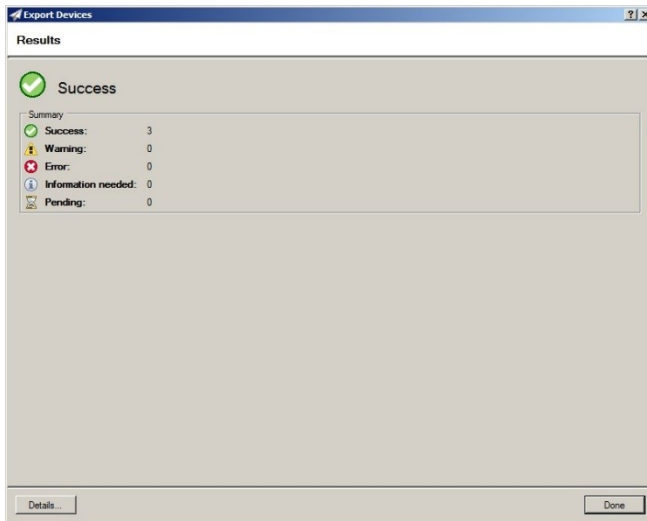 Export Devices
Results
Success
Summary
Success: 3
Warning: 0
Error: 0
Information needed: 0
Pending: 0
Details...
Done